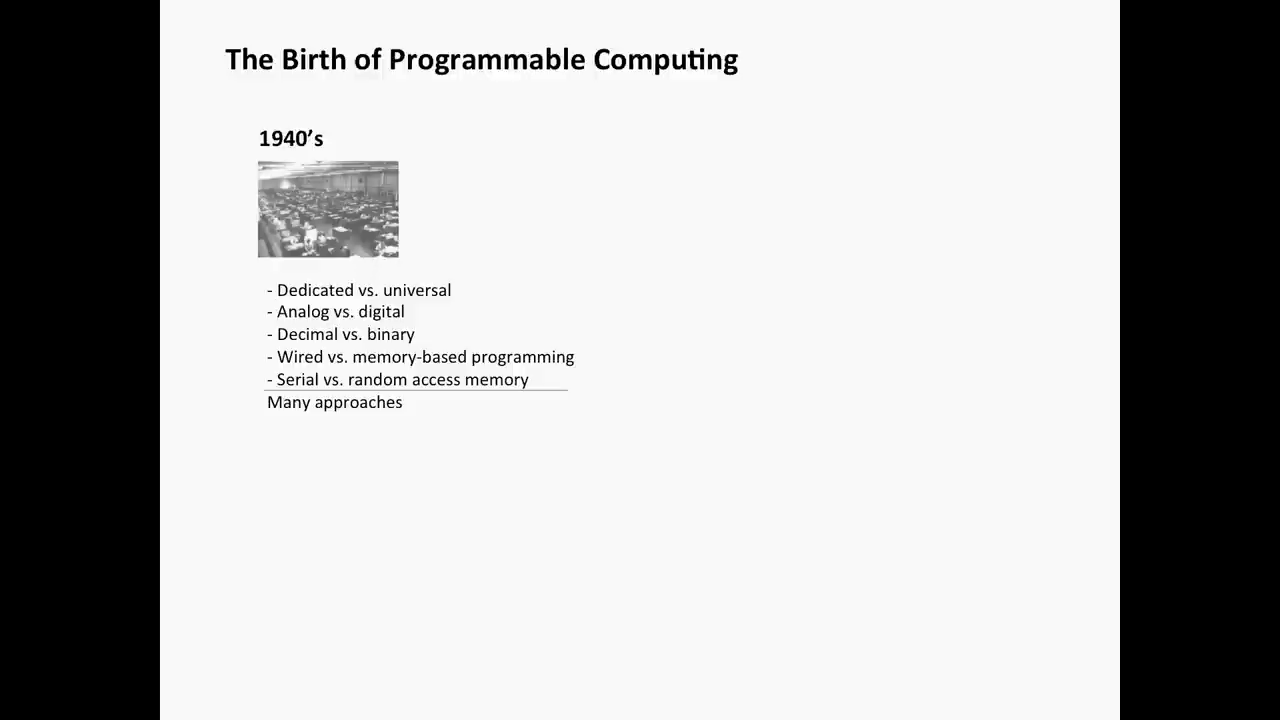 The Birth of Programmable Computing
1940’s
- Dedicated vs. universal
- Analog vs. digital
- Decimal vs. binary
- Wired vs. memory-based programming
- Serial vs. random access memory
Many approaches